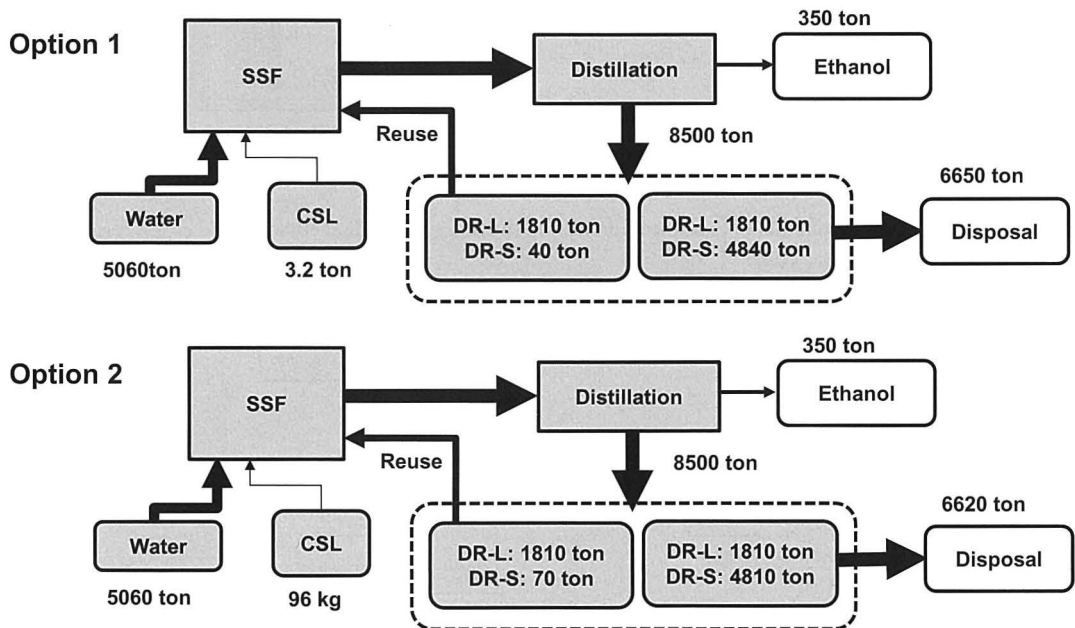 Option 1
350 ton
SSF
Distillation
Ethanol
Reuse
8500 ton
6650 ton
Water
CSL
DR-L: 1810 ton
DR-S: 40 ton
DR-L: 1810 ton
DR-S: 4840 ton
Disposal
5060ton
3.2 ton
Option 2
350 ton
SSF
Distillation
Ethanol
Reuse
8500 ton
6620 ton
Water
CSL
DR-L: 1810 ton
DR-S: 70 ton
DR-L: 1810 ton
DR-S: 4810 ton
Disposal
5060 ton
96 kg